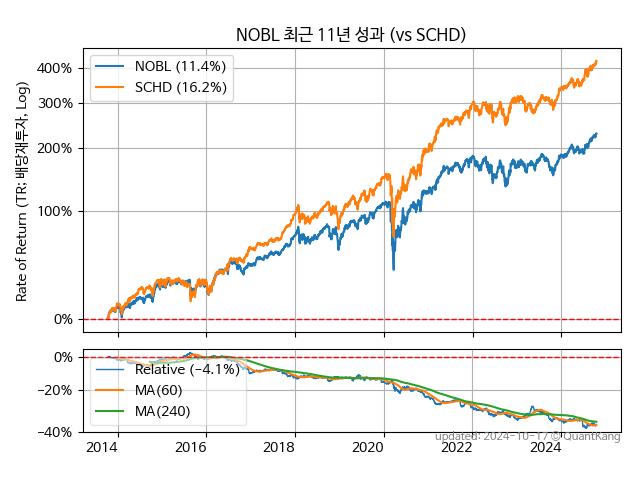 NOBL 최근 11년 성과 (vs SCHD)
NOBL (11.4%)
SCHD (16.2%)
400%
300%
200%
100%
0%
Rate of Return (TR; 배당재투자, Log)
0%
−20%
−40%
Relative (−4.1%)
MA(60)
MA(240)
2014 2016 2018 2020 2022 2024
updated: 2024-10-17 © QuantKang